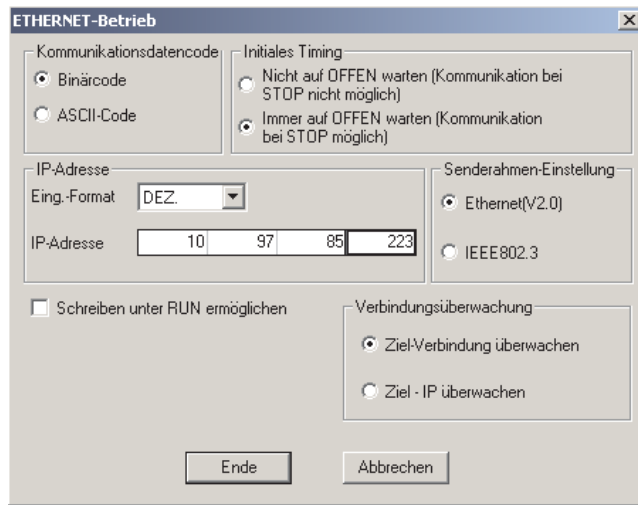 ETHERNET-Betrieb
Kommunikationsdatencode
Binärcode
ASCII-Code
Initiales Timing
Nicht auf OFFEN warten (Kommunikation bei
STOP nicht möglich)
Immer auf OFFEN warten (Kommunikation
bei STOP möglich)
IP-Adresse
Eing.-Format DEZ.
IP-Adresse 10 97 85 223
Senderahmen-Einstellung
Ethernet(V2.0)
IEEE802.3
Schreiben unter RUN ermöglichen
Verbindungsüberwachung
Ziel-Verbindung überwachen
Ziel - IP überwachen
Ende
Abbrechen